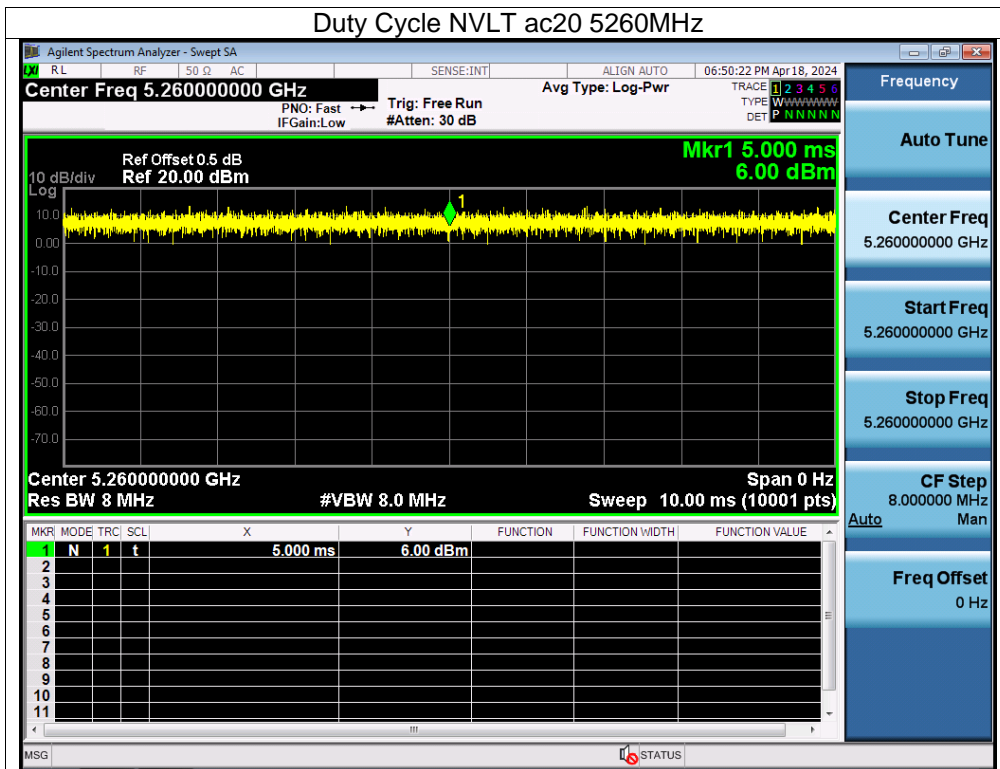 Duty Cycle NVLT ac20 5260MHz
Agilent Spectrum Analyzer - Swept SA
LXI RL RF 50 Ω AC SENSE:INT ALIGN AUTO 06:50:22 PM Apr 18, 2024
Center Freq 5.260000000 GHz
PNO: Fast
IFGain:Low
Trig: Free Run
#Atten: 30 dB
Avg Type: Log-Pwr
TRACE 1 2 3 4 5 6
TYPE WWWWWW
DET P N N N N N
Mkr1 5.000 ms
6.00 dBm
Ref Offset 0.5 dB
10 dB/div Ref 20.00 dBm
Log
1
10.0
0.00
-10.0
-20.0
-30.0
-40.0
-50.0
-60.0
-70.0
Center 5.260000000 GHz Span 0 Hz
Res BW 8 MHz #VBW 8.0 MHz Sweep 10.00 ms (10001 pts)
MKR MODE TRC SCL X Y FUNCTION FUNCTION WIDTH FUNCTION VALUE
1 N 1 t 5.000 ms 6.00 dBm
2
3
4
5
6
7
8
9
10
11
MSG STATUS
Frequency
Auto Tune
Center Freq
5.260000000 GHz
Start Freq
5.260000000 GHz
Stop Freq
5.260000000 GHz
CF Step
8.000000 MHz
Auto Man
Freq Offset
0 Hz